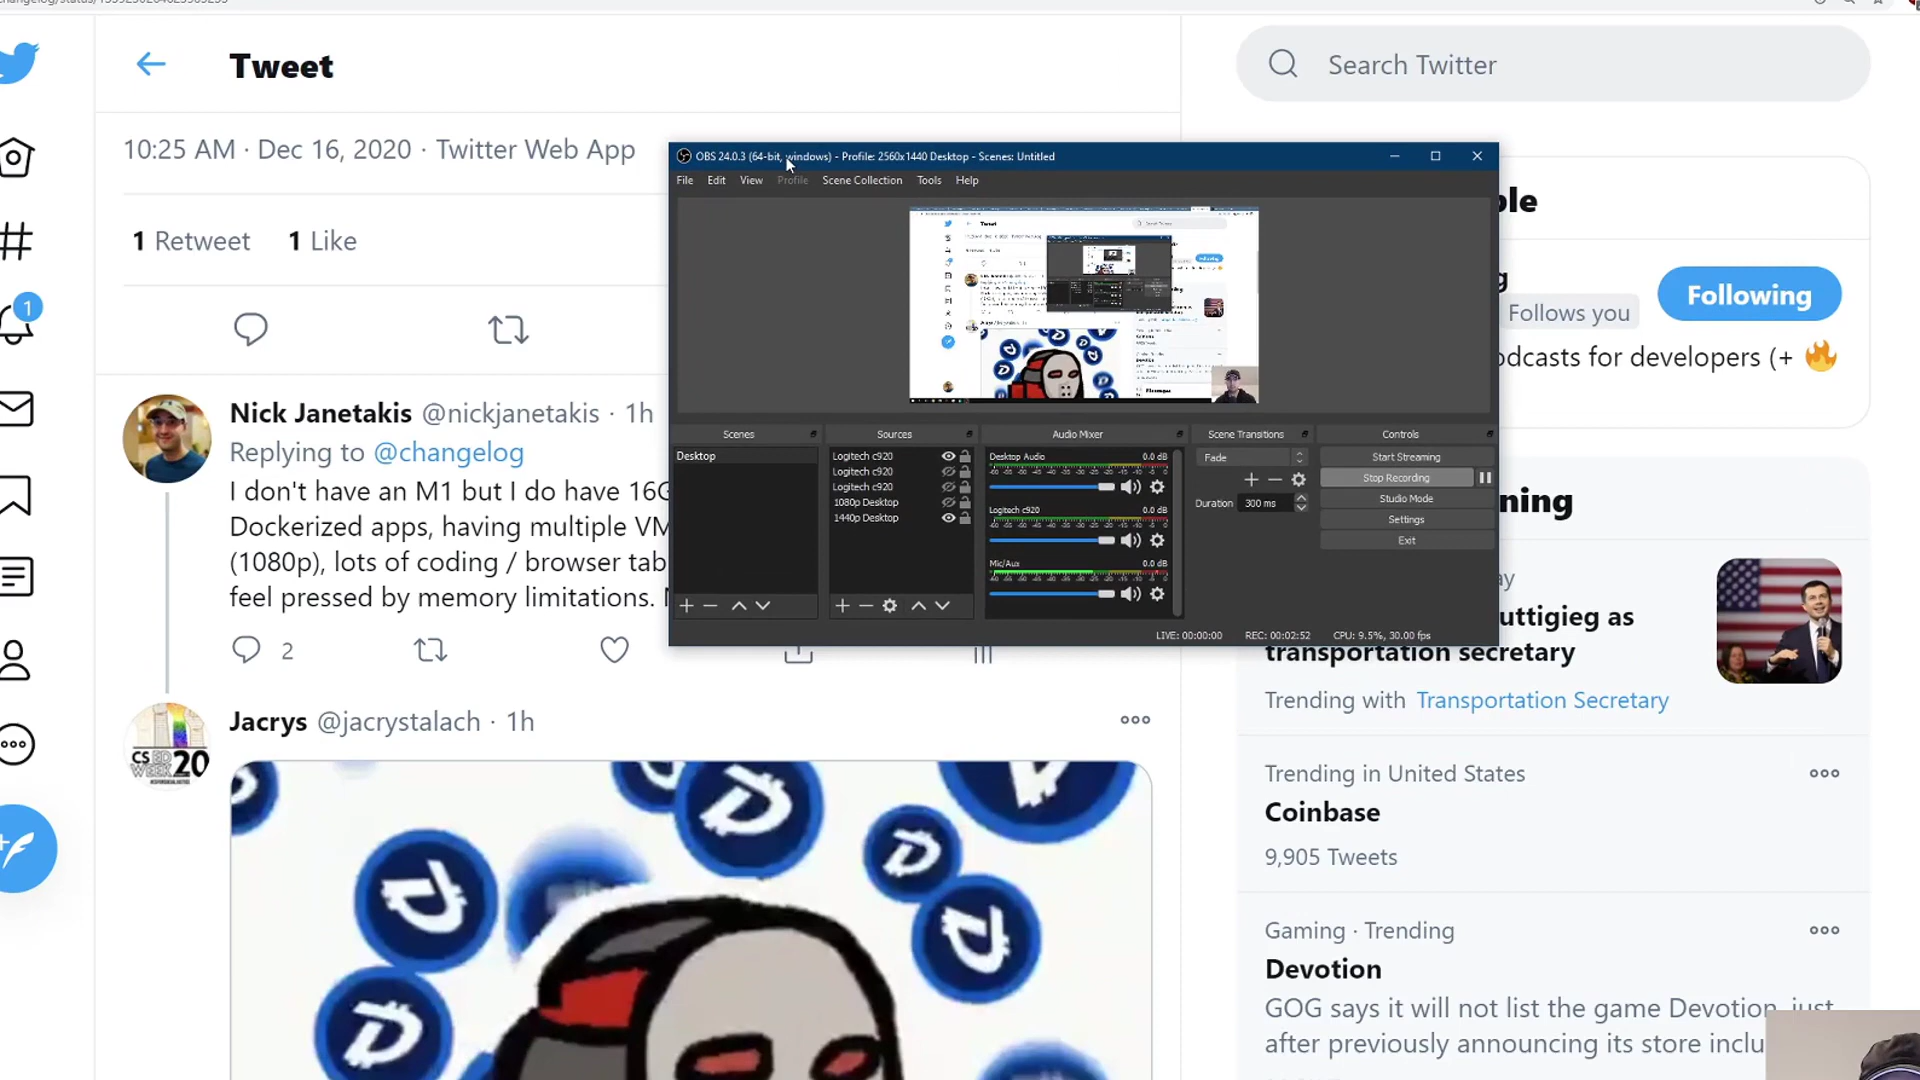 Tweet
Search Twitter
10:25 AM · Dec 16, 2020 · Twitter Web App
1 Retweet 1 Like
1
Nick Janetakis @nickjanetakis · 1h
Replying to @changelog
I don't have an M1 but I do have 16G
Dockerized apps, having multiple VM
(1080p), lots of coding / browser tab
feel pressed by memory limitations.
2
Jacrys @jacrystalach · 1h
CS ED
WEEK 20
OBS 24.0.3 (64-bit, windows) - Profile: 2560x1440 Desktop - Scenes: Untitled
File Edit View Profile Scene Collection Tools Help
Scenes
Desktop
Sources
Logitech c920
Logitech c920
Logitech c920
1080p Desktop
1440p Desktop
Audio Mixer
Desktop Audio 0.0 dB
Logitech c920 0.0 dB
Mic/Aux 0.0 dB
Scene Transitions
Fade
Duration 300 ms
Controls
Start Streaming
Stop Recording
Studio Mode
Settings
Exit
LIVE: 00:00:00 REC: 00:02:52 CPU: 9.5%, 30.00 fps
ple
g
Follows you
Following
odcasts for developers (+
ning
ay
uttigieg as
transportation secretary
Trending with Transportation Secretary
Trending in United States
Coinbase
9,905 Tweets
Gaming · Trending
Devotion
GOG says it will not list the game Devotion, just
after previously announcing its store inclu